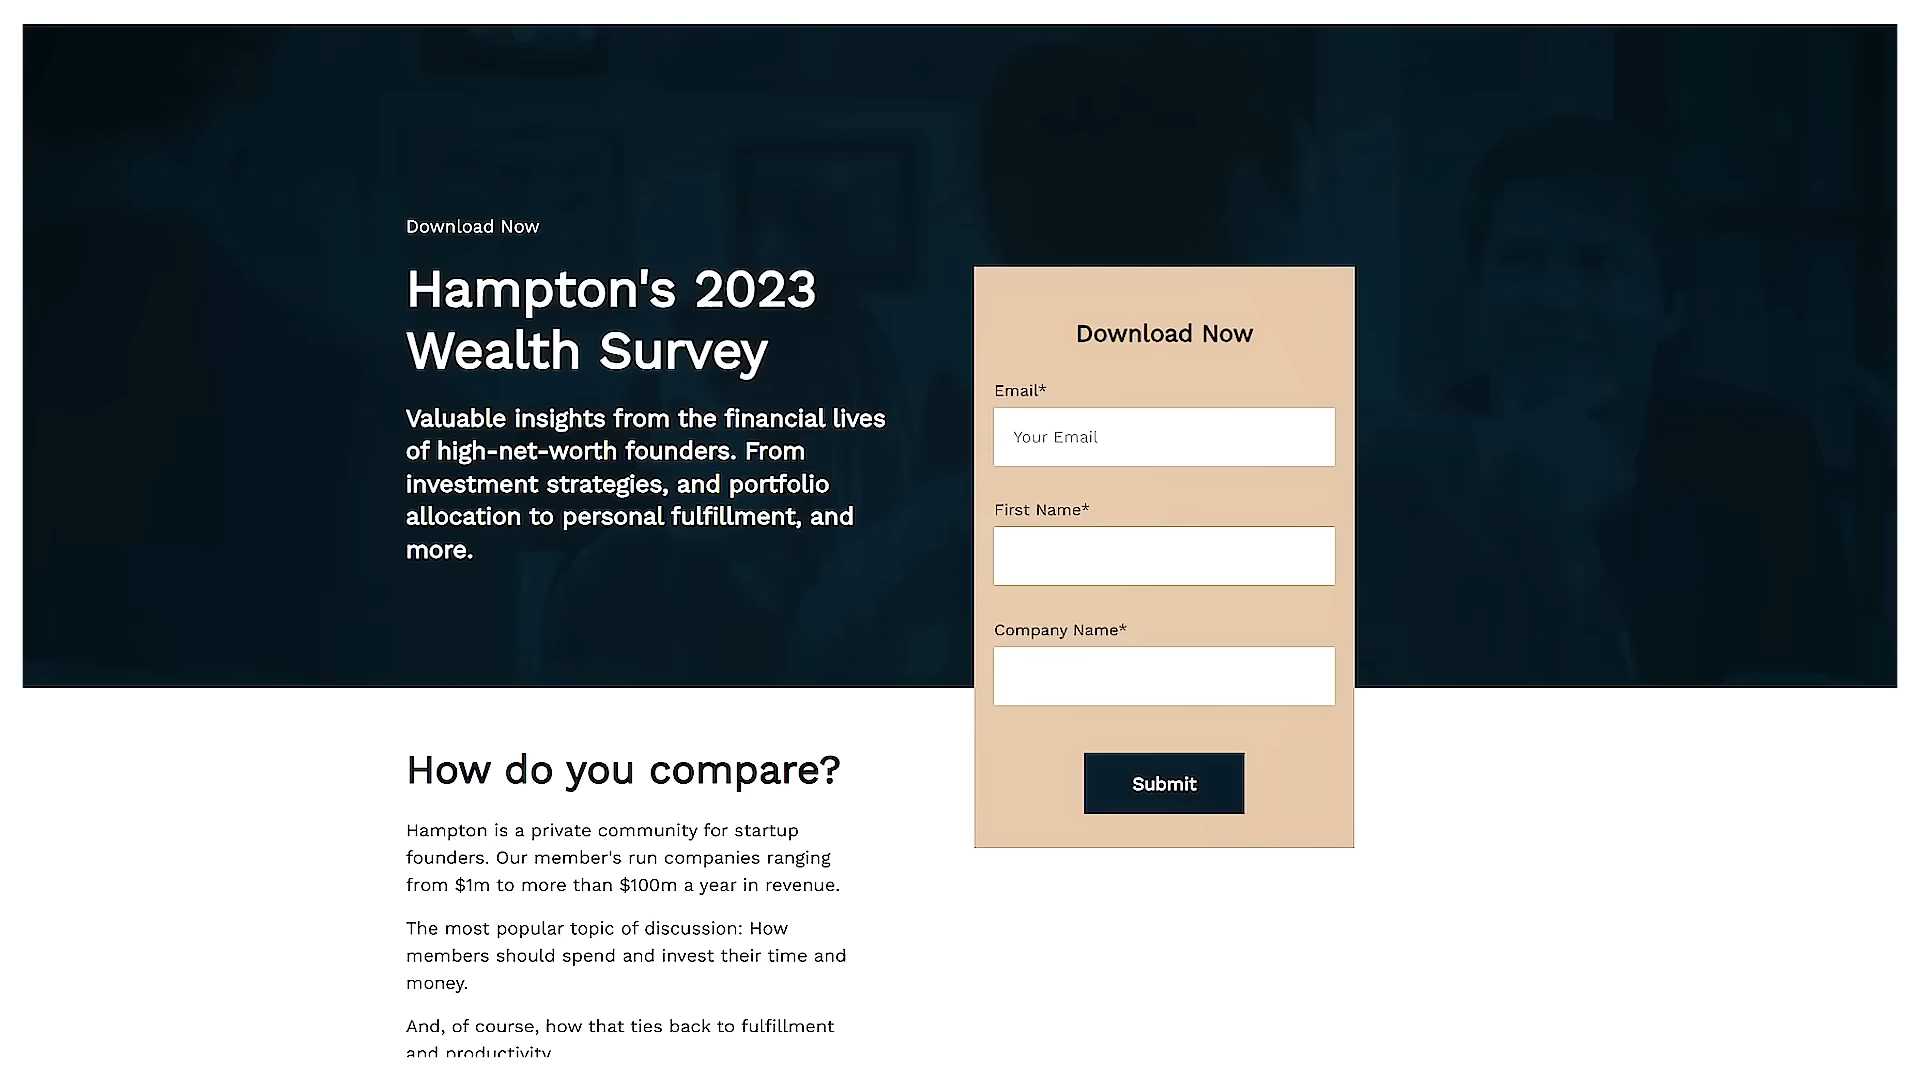 Download Now
Hampton's 2023
Wealth Survey
Valuable insights from the financial lives
of high-net-worth founders. From
investment strategies, and portfolio
allocation to personal fulfillment, and
more.
Download Now
Email*
Your Email
First Name*
Company Name*
Submit
How do you compare?
Hampton is a private community for startup
founders. Our member's run companies ranging
from $1m to more than $100m a year in revenue.
The most popular topic of discussion: How
members should spend and invest their time and
money.
And, of course, how that ties back to fulfillment
and productivity